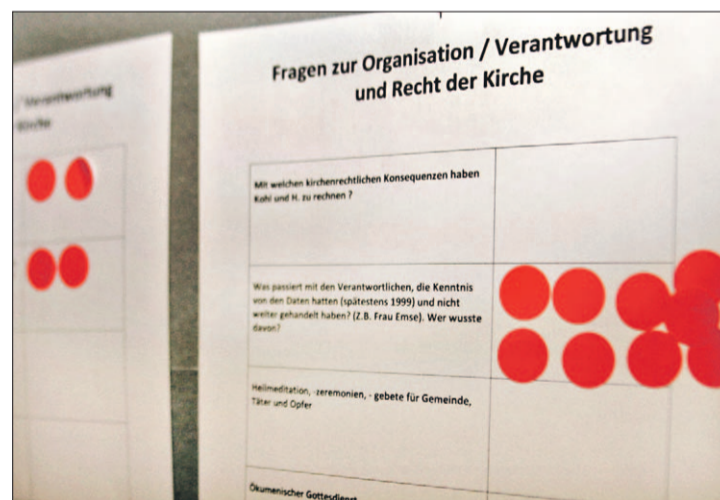 / Verantwortung
Kirche
Fragen zur Organisation / Verantwortung
und Recht der Kirche
Mit welchen kirchenrechtlichen Konsequenzen haben
Kohl und H. zu rechnen ?
Was passiert mit den Verantwortlichen, die Kenntnis
von den Daten hatten (spätestens 1999) und nicht
weiter gehandelt haben? (Z.B. Frau Emse). Wer wusste
davon?
Heilmeditation, -zeremonien, - gebete für Gemeinde,
Täter und Opfer
Ökumenischer Gottesdienst